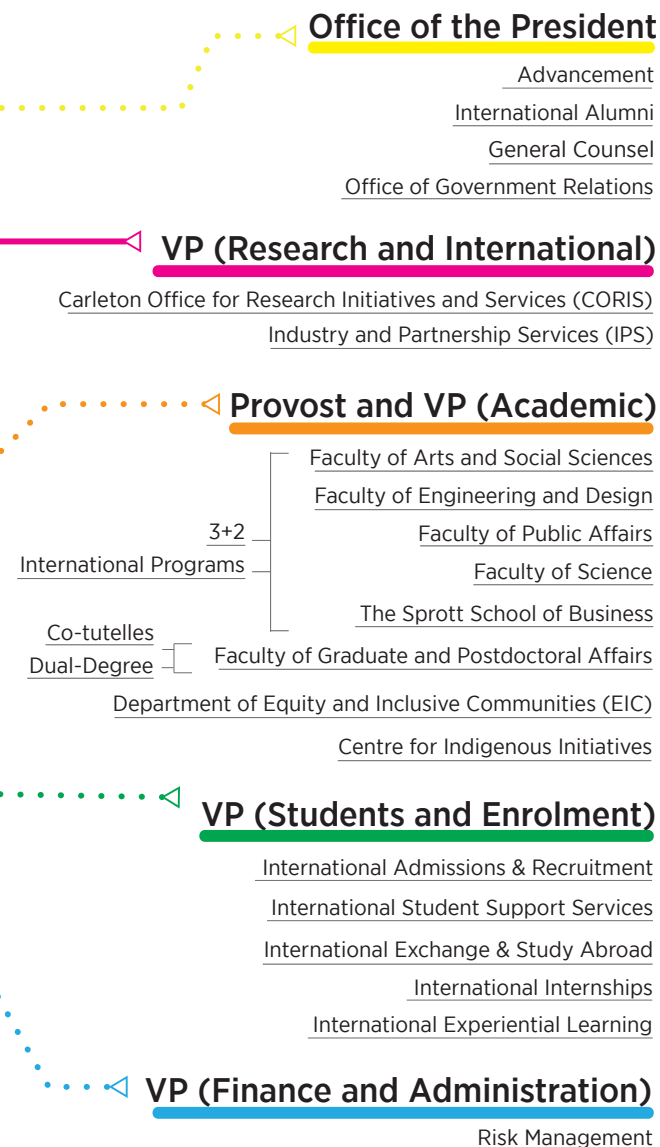 Office of the President
Advancement
International Alumni
General Counsel
Office of Government Relations
VP (Research and International)
Carleton Office for Research Initiatives and Services (CORIS)
Industry and Partnership Services (IPS)
Provost and VP (Academic)
Faculty of Arts and Social Sciences
Faculty of Engineering and Design
3+2
Faculty of Public Affairs
International Programs
Faculty of Science
The Sprott School of Business
Co-tutelles
Dual-Degree
Faculty of Graduate and Postdoctoral Affairs
Department of Equity and Inclusive Communities (EIC)
Centre for Indigenous Initiatives
VP (Students and Enrolment)
International Admissions & Recruitment
International Student Support Services
International Exchange & Study Abroad
International Internships
International Experiential Learning
VP (Finance and Administration)
Risk Management